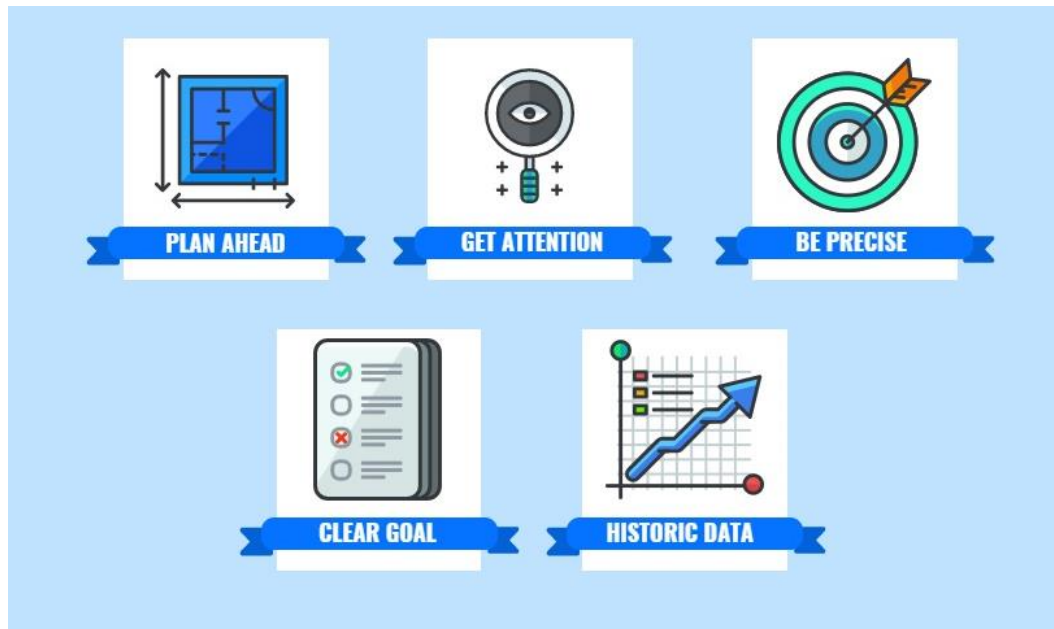 PLAN AHEAD
GET ATTENTION
BE PRECISE
CLEAR GOAL
HISTORIC DATA